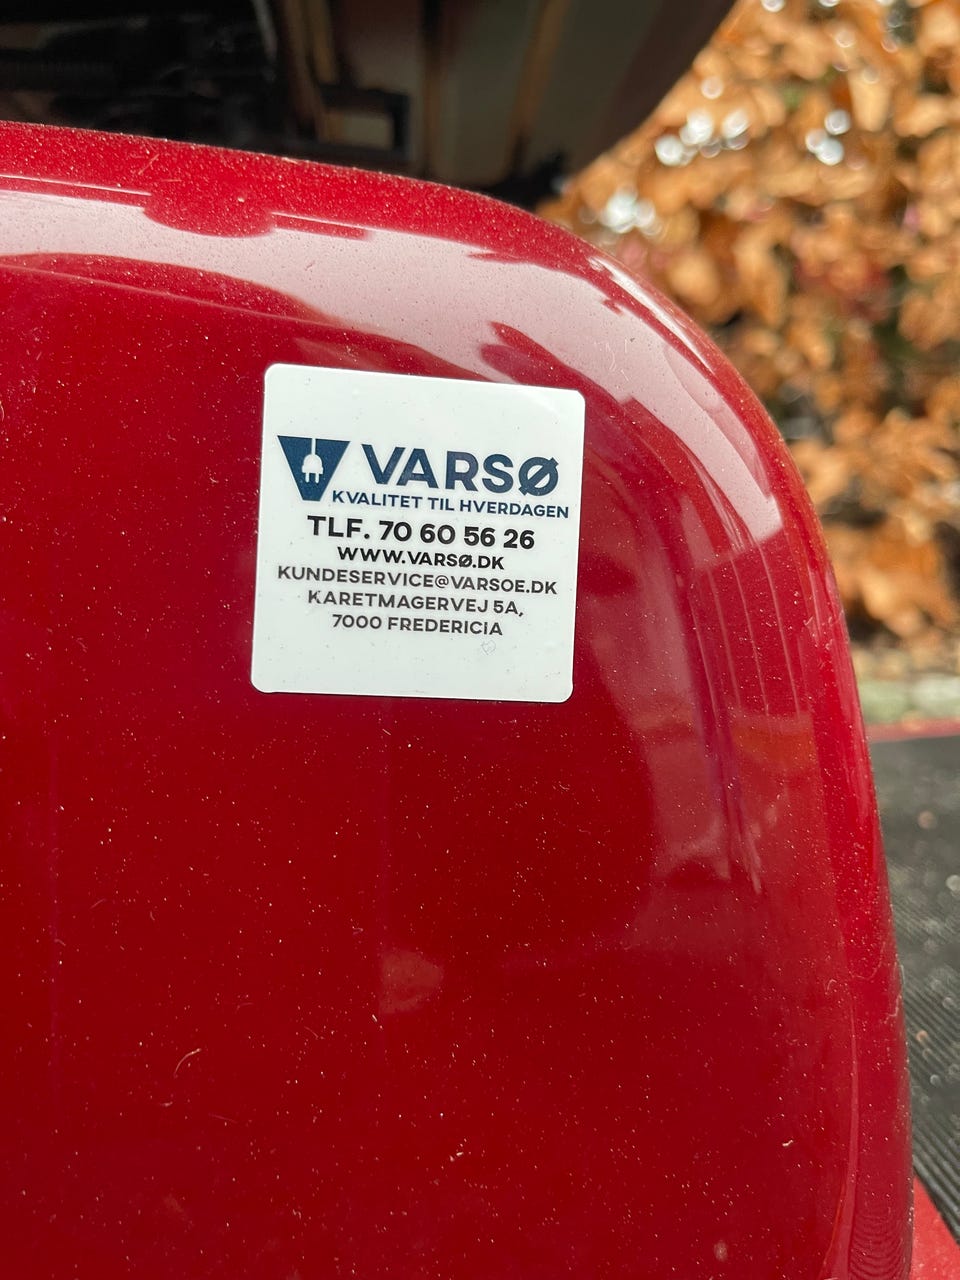 VARSØ
KVALITET TIL HVERDAGEN
TLF. 70 60 56 26
WWW.VARSØ.DK
KUNDESERVICE@VARSOE.DK
KARETMAGERVEJ 5A,
7000 FREDERICIA